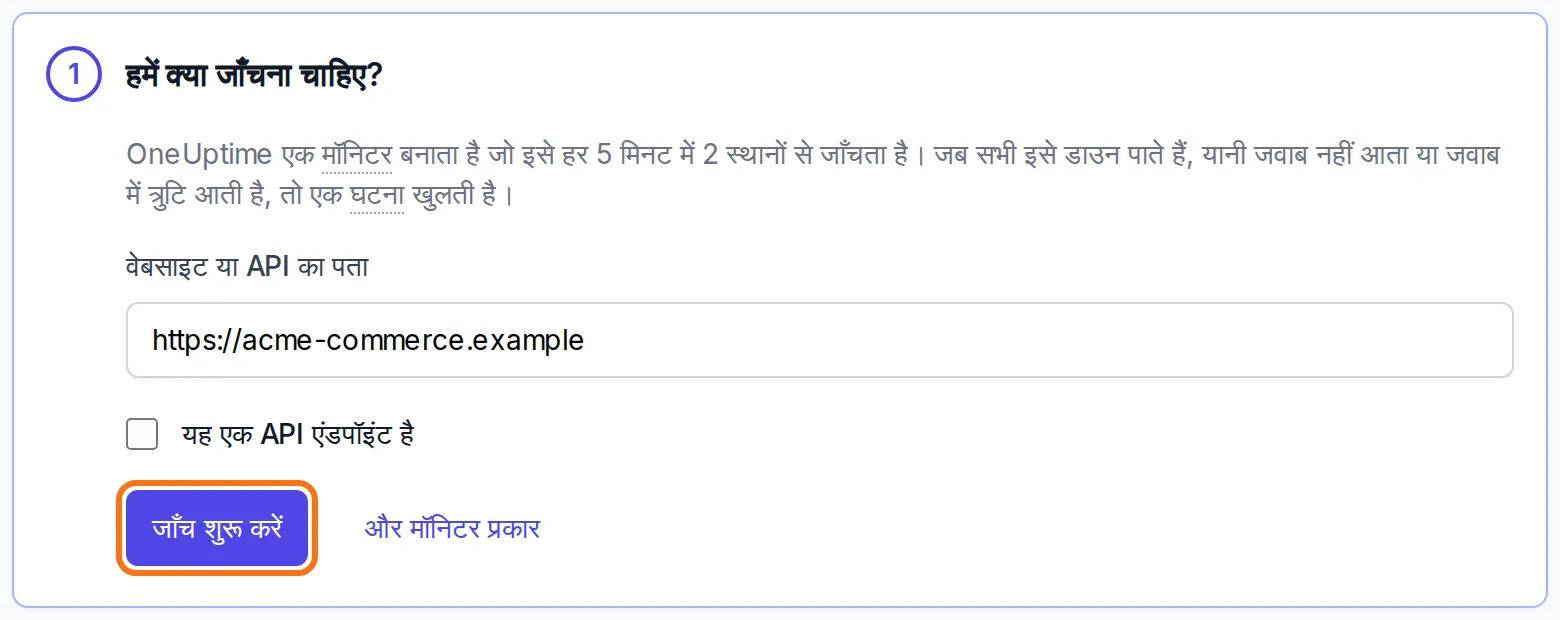 1
हमें क्या जाँचना चाहिए?
OneUptime एक मॉनिटर बनाता है जो इसे हर 5 मिनट में 2 स्थानों से जाँचता है। जब सभी इसे डाउन पाते हैं, यानी जवाब नहीं आता या जवाब
में त्रुटि आती है, तो एक घटना खुलती है।
वेबसाइट या API का पता
https://acme-commerce.example
यह एक API एंडपॉइंट है
जाँच शुरू करें
और मॉनिटर प्रकार